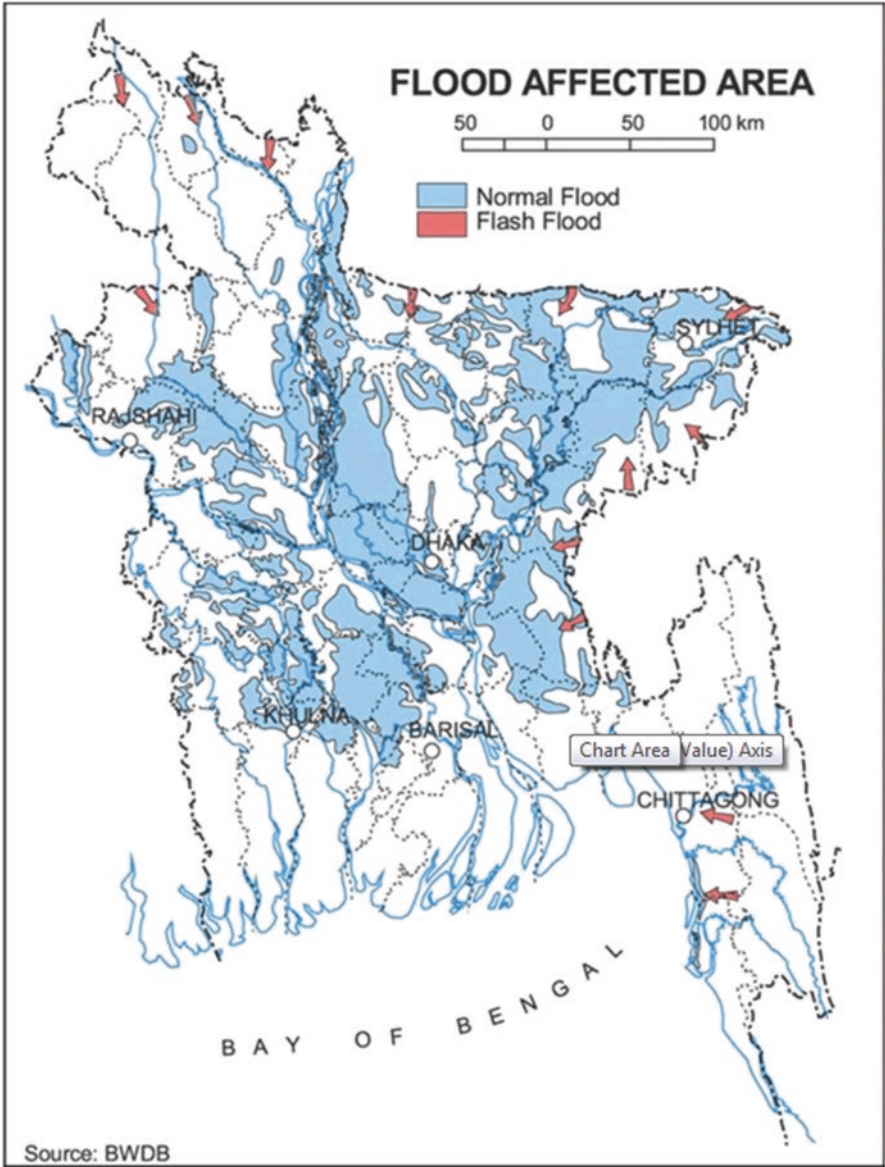 FLOOD AFFECTED AREA
50 0 50 100 km
Normal Flood
Flash Flood
SYLHET
RAJSHAHI
DHAKA
KHULNA
BARISAL
Chart Area Value) Axis
CHITTAGONG
BAY OF BENGAL
Source: BWDB